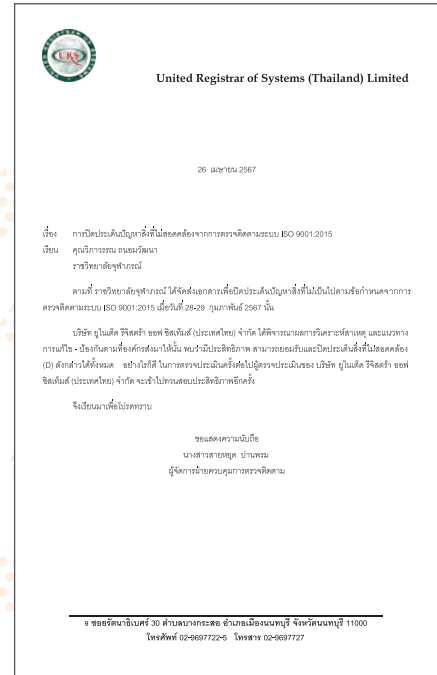 URS
United Registrar of Systems (Thailand) Limited
26 เมษายน 2567
เรื่อง การปิดประเด็นปัญหาสิ่งที่ไม่สอดคล้องจากการตรวจติดตามระบบ ISO 9001:2015
เรียน คุณวิภาวรรณ ถนอมวัฒนา
ราชวิทยาลัยจุฬาภรณ์
ตามที่ ราชวิทยาลัยจุฬาภรณ์ ได้จัดส่งเอกสารเพื่อปิดประเด็นปัญหาสิ่งที่ไม่เป็นไปตามข้อกำหนดจากการ
ตรวจติดตามระบบ ISO 9001:2015 เมื่อวันที่ 28-29 กุมภาพันธ์ 2567 นั้น
บริษัท ยูไนเต็ด รีจิสตร้า ออฟ ซิสเท็มส์ (ประเทศไทย) จำกัด ได้พิจารณาผลการวิเคราะห์สาเหตุ และแนวทาง
การแก้ไข - ป้องกันตามที่องค์กรส่งมาให้นั้น พบว่ามีประสิทธิภาพ สามารถยอมรับและปิดประเด็นสิ่งที่ไม่สอดคล้อง
(D) ดังกล่าวได้ทั้งหมด อย่างไรก็ดี ในการตรวจประเมินครั้งต่อไปผู้ตรวจประเมินของ บริษัท ยูไนเต็ด รีจิสตร้า ออฟ
ซิสเท็มส์ (ประเทศไทย) จำกัด จะเข้าไปทวนสอบประสิทธิภาพอีกครั้ง
จึงเรียนมาเพื่อโปรดทราบ
ขอแสดงความนับถือ
นางสาวสายหยุด ปานพรม
ผู้จัดการฝ่ายควบคุมการตรวจติดตาม
9 ซอยรัตนาธิเบศร์ 30 ตำบลบางกระสอ อำเภอเมืองนนทบุรี จังหวัดนนทบุรี 11000
โทรศัพท์ 02-9697722-5 โทรสาร 02-9697727